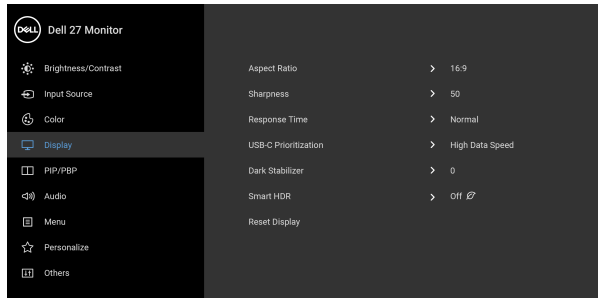 DELL Dell 27 Monitor
Brightness/Contrast Aspect Ratio 16:9
Input Source Sharpness 50
Color Response Time Normal
Display USB-C Prioritization High Data Speed
PIP/PBP Dark Stabilizer 0
Audio Smart HDR Off
Menu Reset Display
Personalize
Others